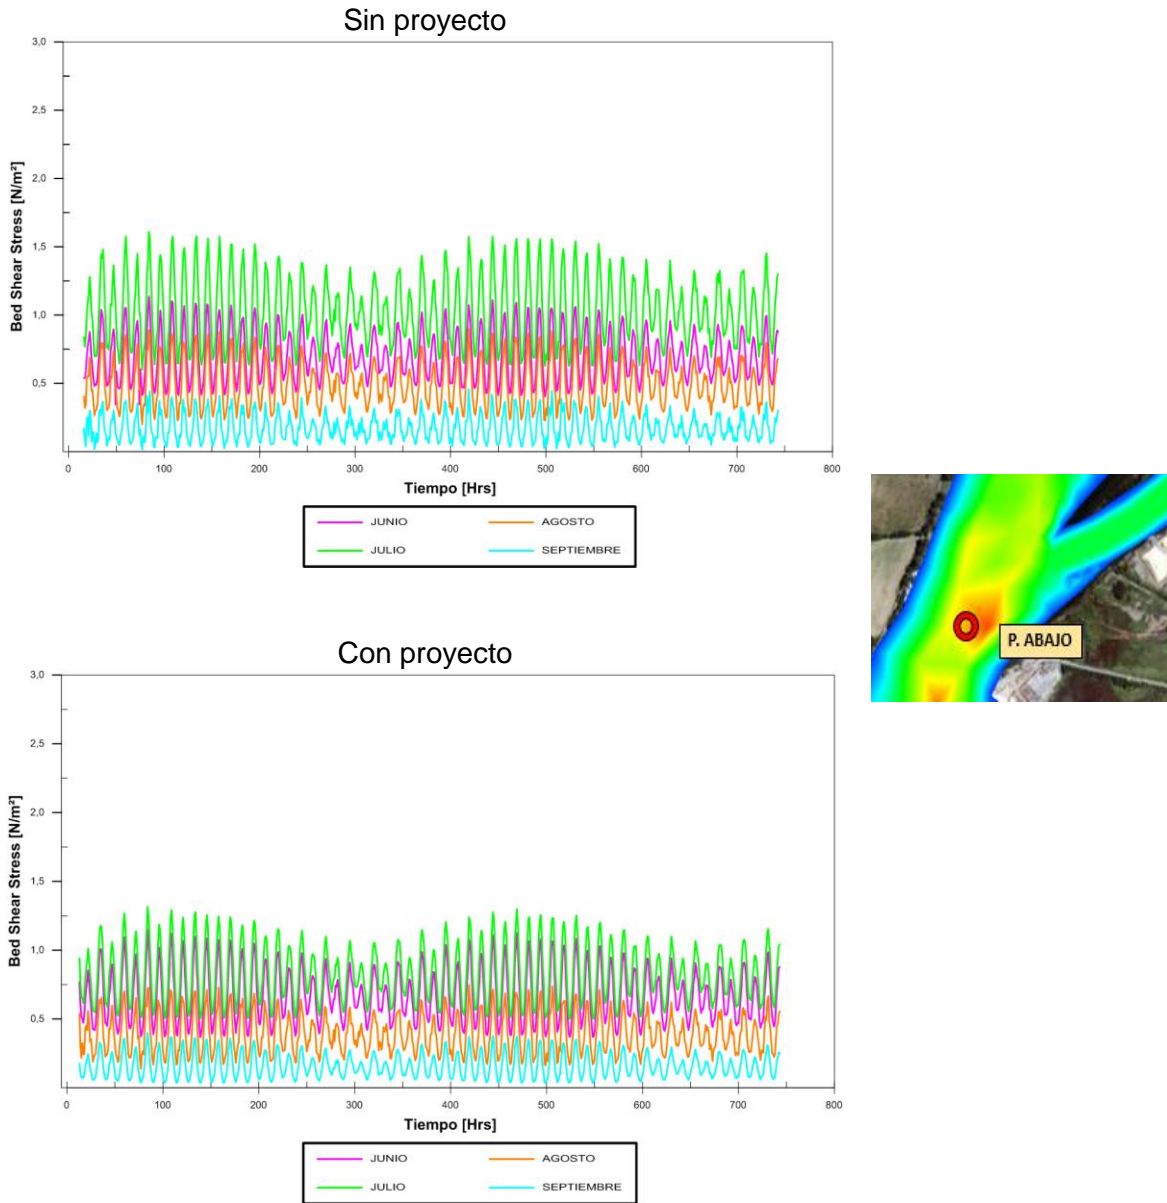 Sin proyecto
3,0
2,5
2,0
1,5
1,0
0,5
Bed Shear Stress [N/m²]
0 100 200 300 400 500 600 700 800
Tiempo [Hrs]
JUNIO AGOSTO
JULIO SEPTIEMBRE
P. ABAJO
Con proyecto
3,0
2,5
2,0
1,5
1,0
0,5
Bed Shear Stress [N/m²]
0 100 200 300 400 500 600 700 800
Tiempo [Hrs]
JUNIO AGOSTO
JULIO SEPTIEMBRE